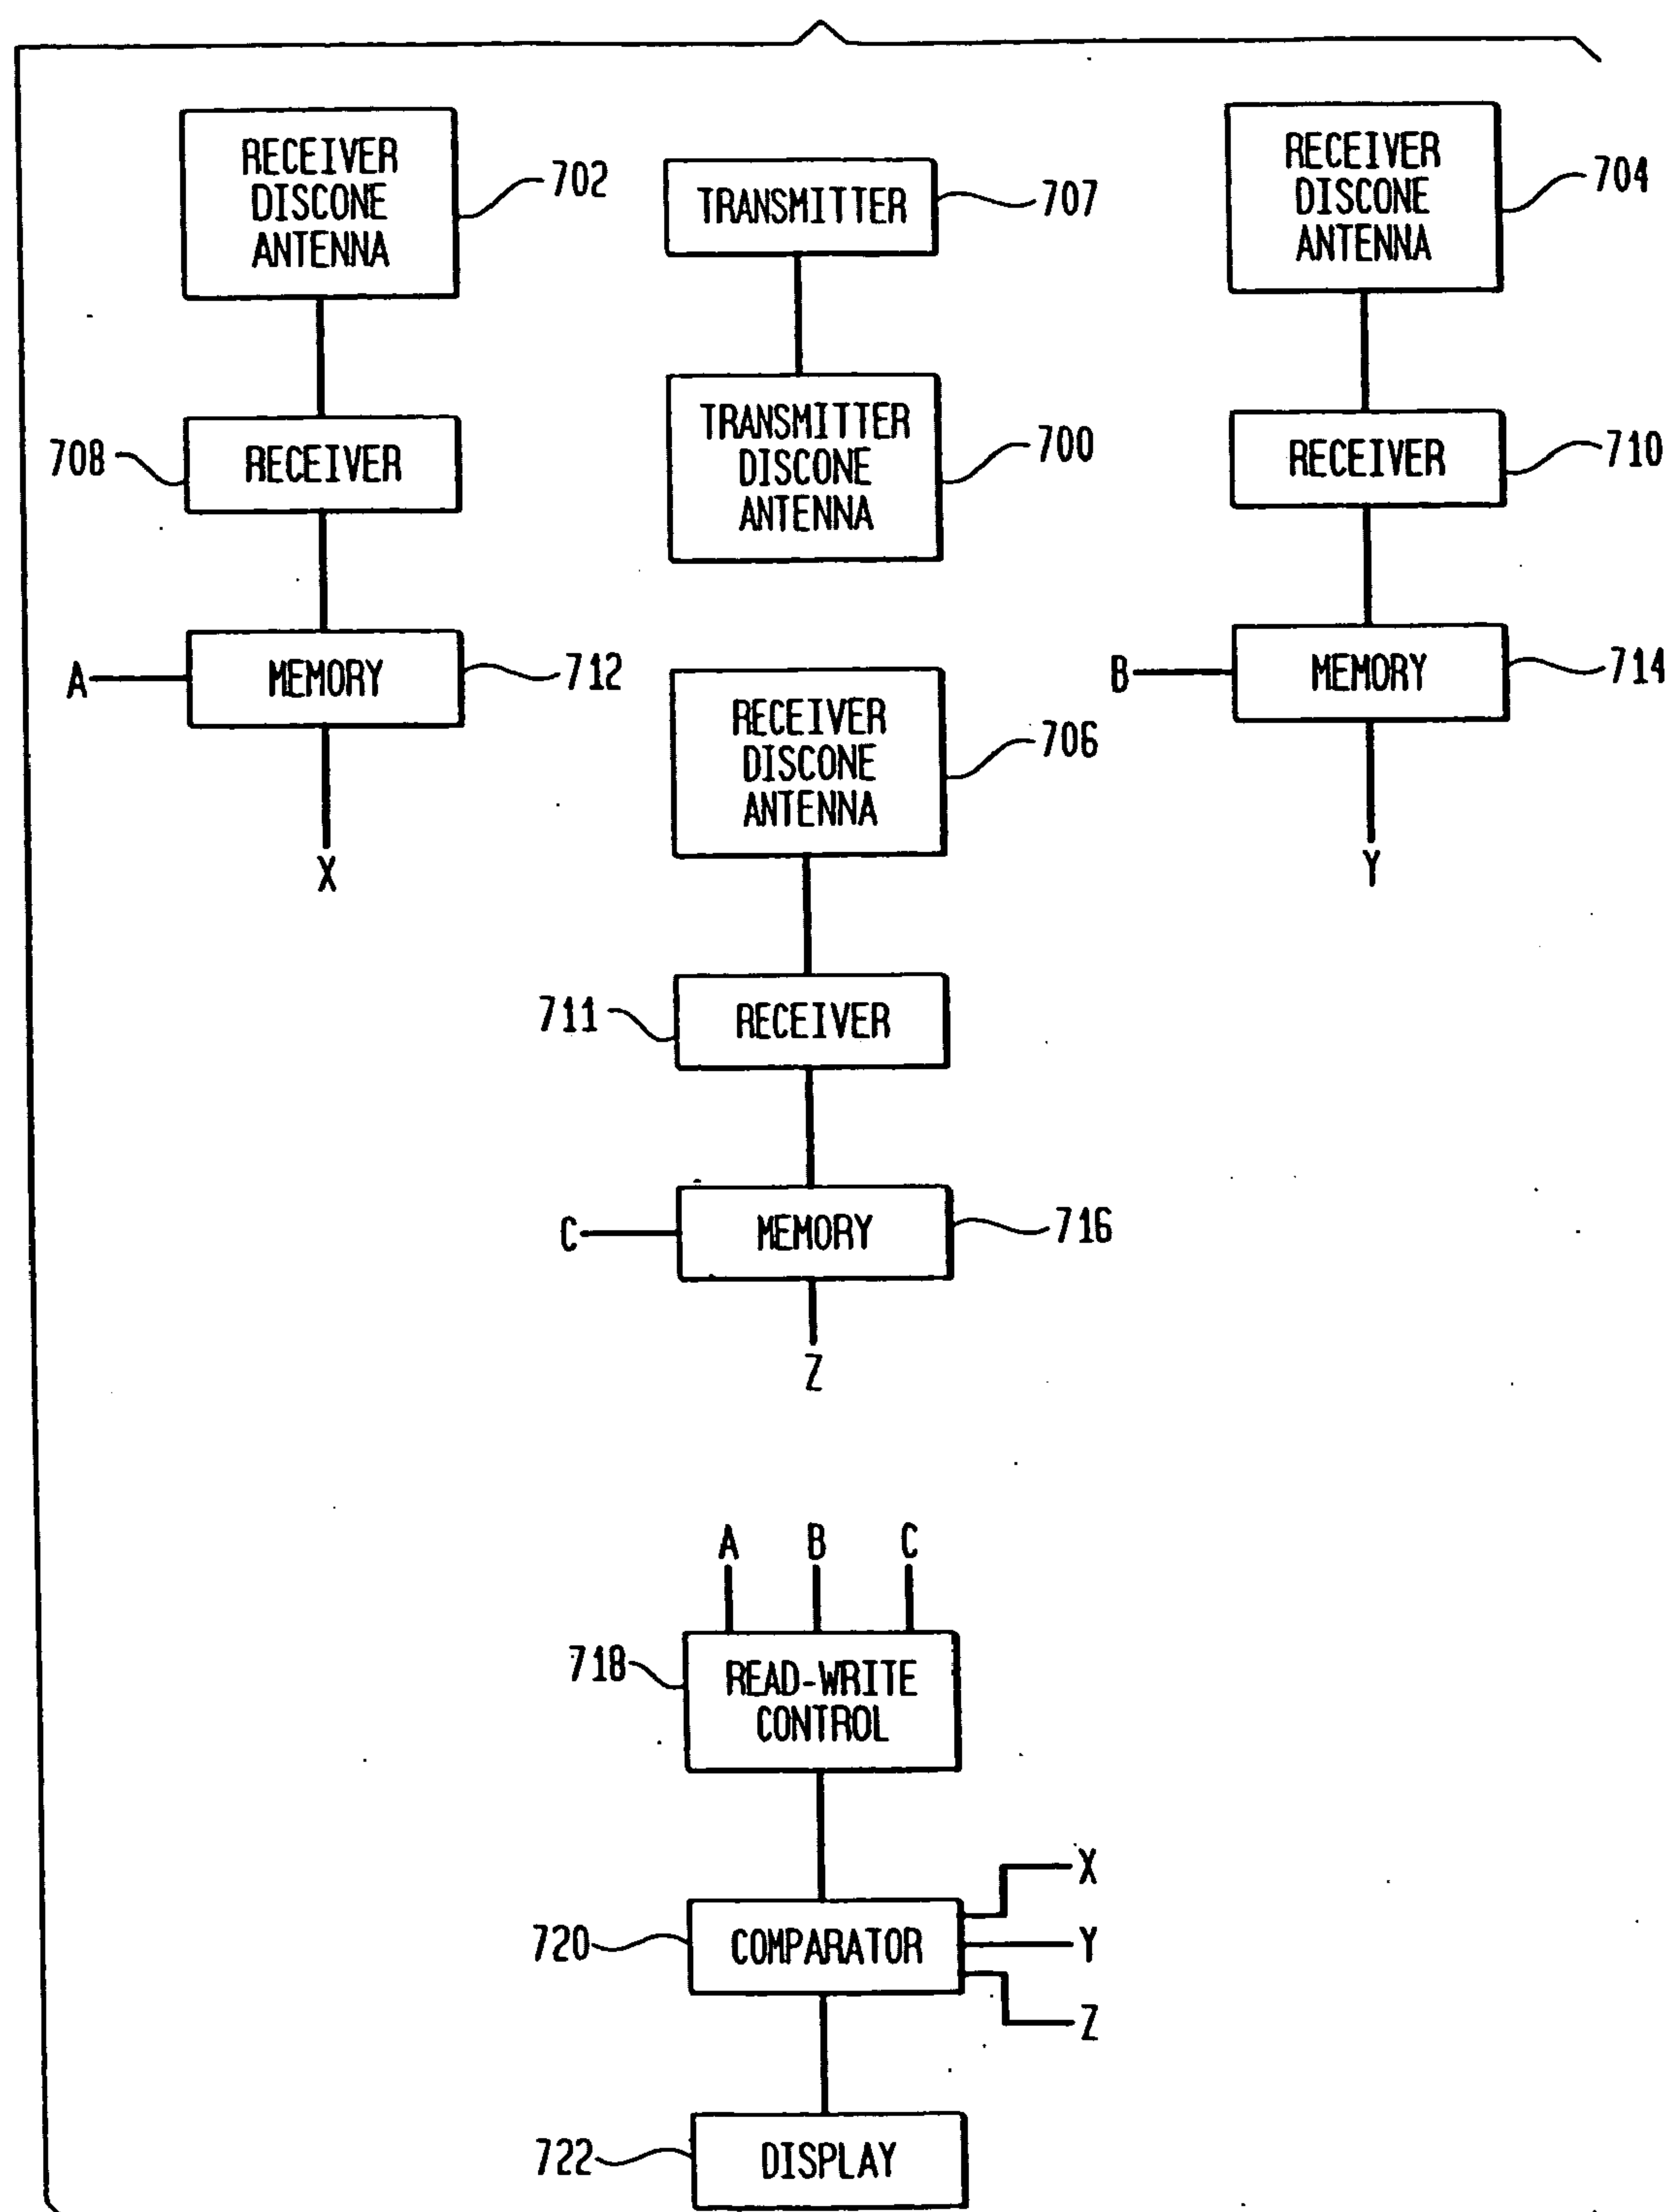 RECEIVER
DISCONE
ANTENNA
702
TRANSMITTER
707
RECEIVER
DISCONE
ANTENNA
704
708
RECEIVER
TRANSMITTER
DISCONE
ANTENNA
700
RECEIVER
710
A
MEMORY
712
X
RECEIVER
DISCONE
ANTENNA
706
B
MEMORY
714
Y
711
RECEIVER
C
MEMORY
716
Z
A B C
718
READ-WRITE
CONTROL
X
720
COMPARATOR
Y
Z
722
DISPLAY